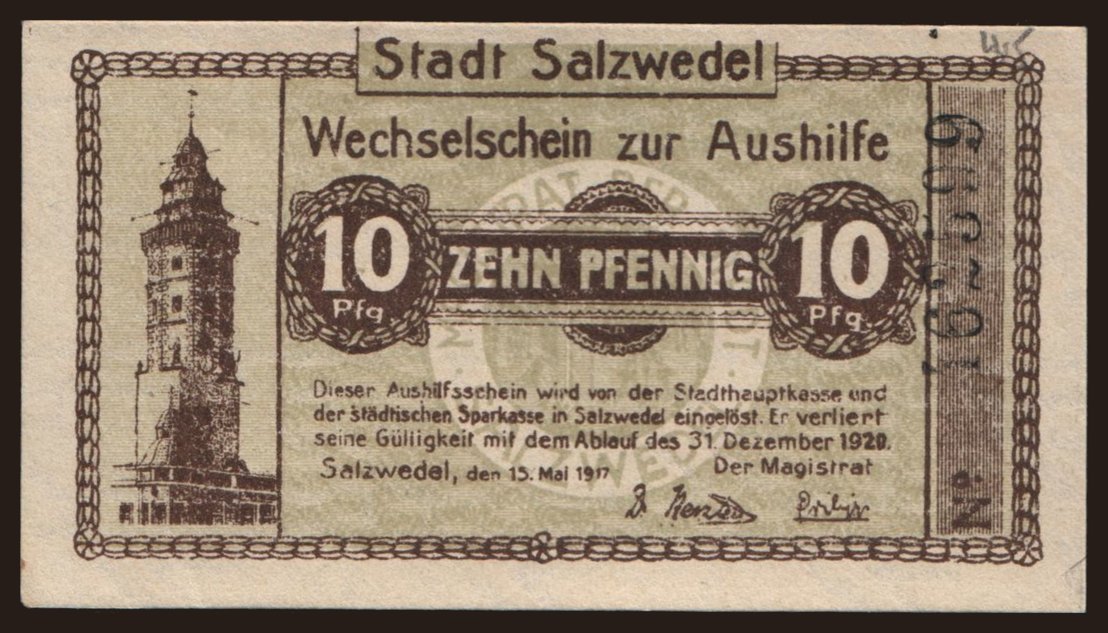 Stadt Salzwedel
Wechselschein zur Aushilfe
10 Pfg
ZEHN PFENNIG
10 Pfg.
Dieser Aushilfsschein wird von der Stadthauptkasse und
der städtischen Sparkasse in Salzwedel eingelöst. Er verliert
seine Gültigkeit mit dem Ablauf des 31. Dezember 1920.
Salzwedel, den 15. Mai 1917
Der Magistrat
Nº